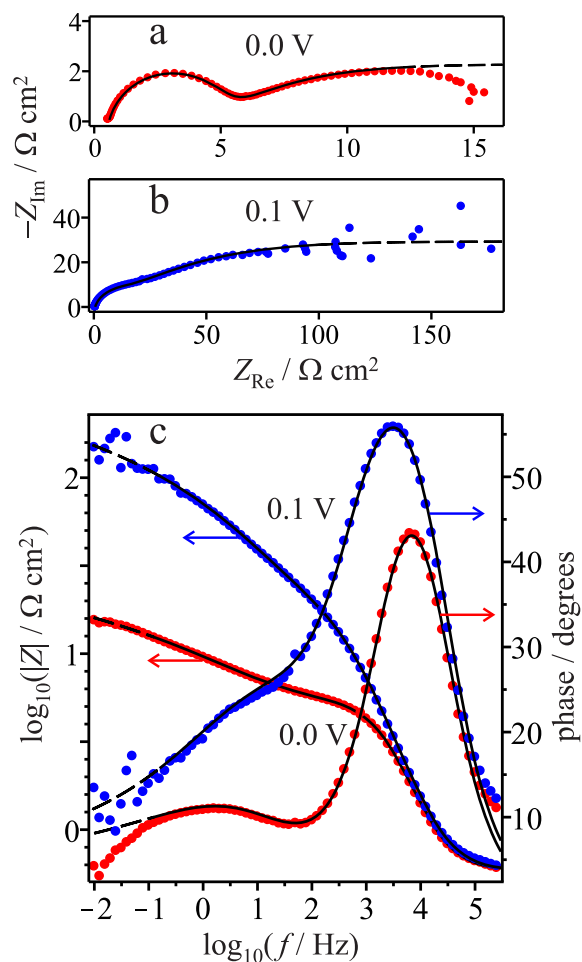 a 0.0 V
4
2
0
0 5 10 15
b 0.1 V
40
20
0
0 50 100 150
−Z_Im / Ω cm²
Z_Re / Ω cm²
c
0.1 V
0.0 V
2
1
0
50
40
30
20
10
−2 −1 0 1 2 3 4 5
log₁₀(|Z| / Ω cm²)
phase / degrees
log₁₀(f / Hz)